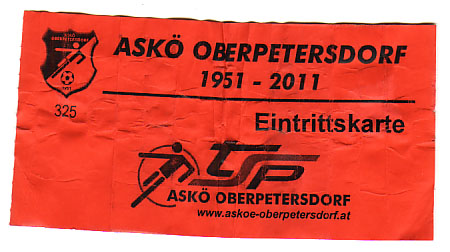 ASKÖ OBERPETERSDORF
1951 - 2011
325
Eintrittskarte
TSP
ASKÖ OBERPETERSDORF
www.askoe-oberpetersdorf.at